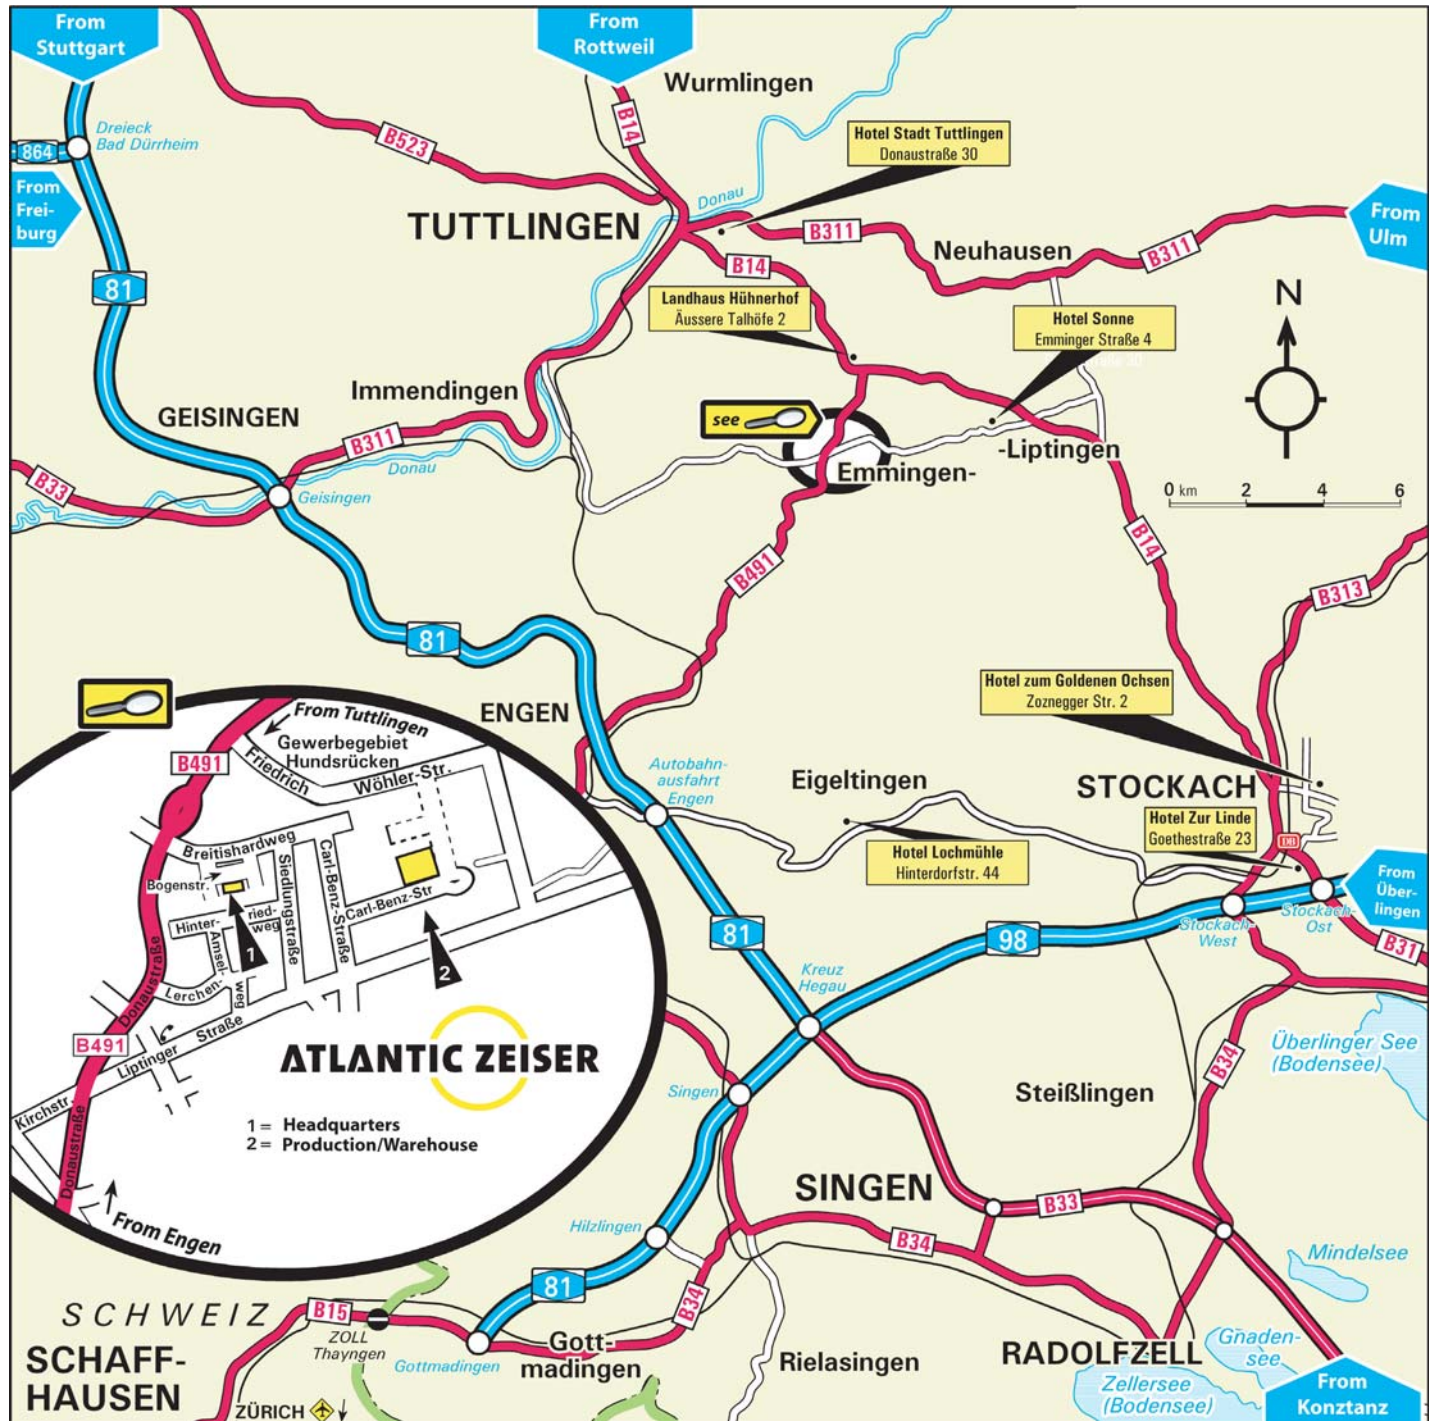 From
Stuttgart
From
Rottweil
Wurmlingen
B14
B523
Dreieck
Bad Dürrheim
864
From
Frei-
burg
Hotel Stadt Tuttlingen
Donaustraße 30
Donau
TUTTLINGEN
B311
Neuhausen
B311
From
Ulm
B14
81
Landhaus Hühnerhof
Äussere Talhöfe 2
Hotel Sonne
Emminger Straße 4
N
Immendingen
GEISINGEN
see
B311
Donau
-Liptingen
Emmingen-
B33
Geisingen
0 km 2 4 6
B14
B491
B313
81
Hotel zum Goldenen Ochsen
Zoznegger Str. 2
ENGEN
From Tuttlingen
Gewerbegebiet
Hundsrücken
B491
Friedrich
Wöhler-Str.
Autobahn-
ausfahrt
Engen
Eigeltingen
STOCKACH
Hotel Zur Linde
Goethestraße 23
DB
Hotel Lochmühle
Hinterdorfstr. 44
From
Über-
lingen
Breitishardweg
Siedlungstraße
Carl-Benz-Straße
Bogenstr.
Carl-Benz-Str
Hinter-
ried-
weg
Amsel-
weg
Lerchen-
1
2
Donaustraße
B491
Liptinger Straße
Kirchstr.
Donaustraße
ATLANTIC ZEISER
1 = Headquarters
2 = Production/Warehouse
From Engen
81
98
Stockach-
West
Stockach-
Ost
B31
Kreuz
Hegau
Überlinger See
(Bodensee)
B34
Singen
Steißlingen
SINGEN
B33
B34
Hilzlingen
Mindelsee
81
B34
SCHWEIZ
B15
ZOLL
Thayngen
Gottmadingen
Gott-
madingen
SCHAFF-
HAUSEN
ZÜRICH
Rielasingen
RADOLFZELL
Gnaden-
see
Zellersee
(Bodensee)
From
Konztanz